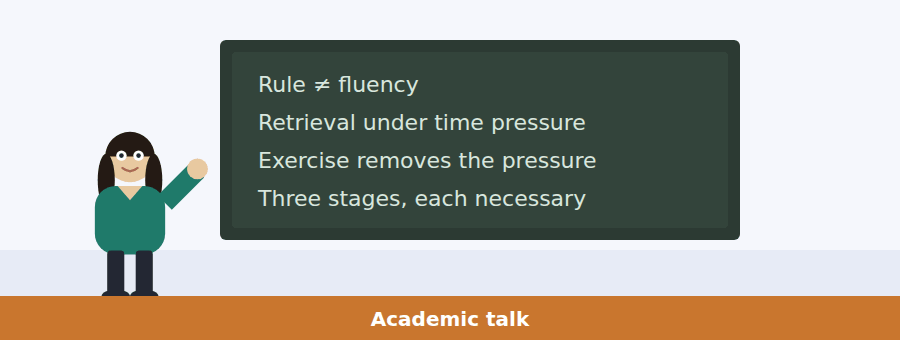 Rule ≠ fluency
Retrieval under time pressure
Exercise removes the pressure
Three stages, each necessary
Academic talk